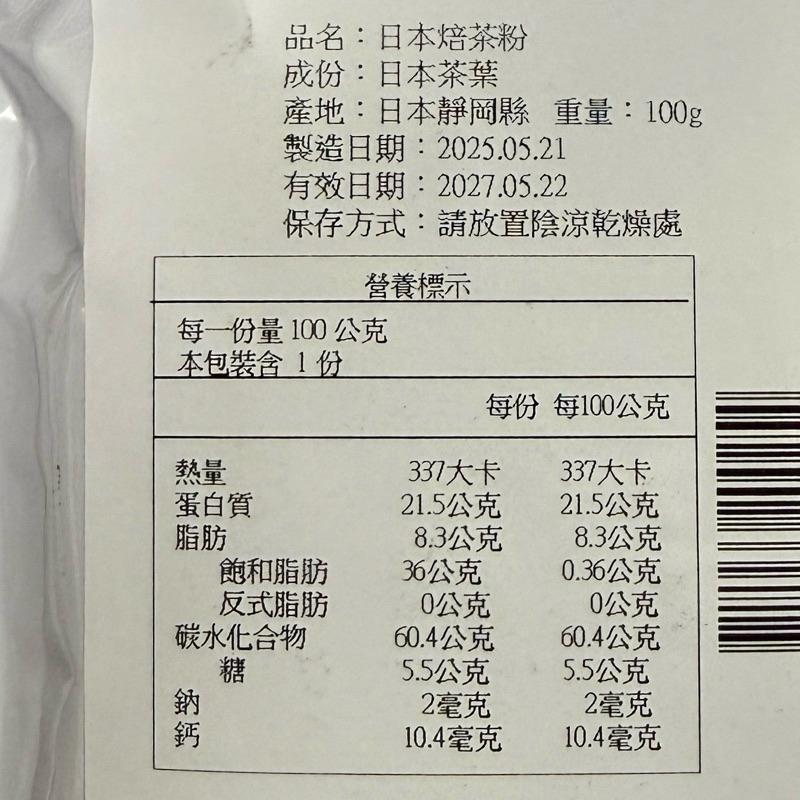 品名：日本焙茶粉
成份：日本茶葉
產地：日本靜岡縣 重量：100g
製造日期：2025.05.21
有效日期：2027.05.22
保存方式：請放置陰涼乾燥處
營養標示
每一份量 100 公克
本包裝含 1 份
每份 每100公克
熱量 337大卡 337大卡
蛋白質 21.5公克 21.5公克
脂肪 8.3公克 8.3公克
飽和脂肪 36公克 0.36公克
反式脂肪 0公克 0公克
碳水化合物 60.4公克 60.4公克
糖 5.5公克 5.5公克
鈉 2毫克 2毫克
鈣 10.4毫克 10.4毫克